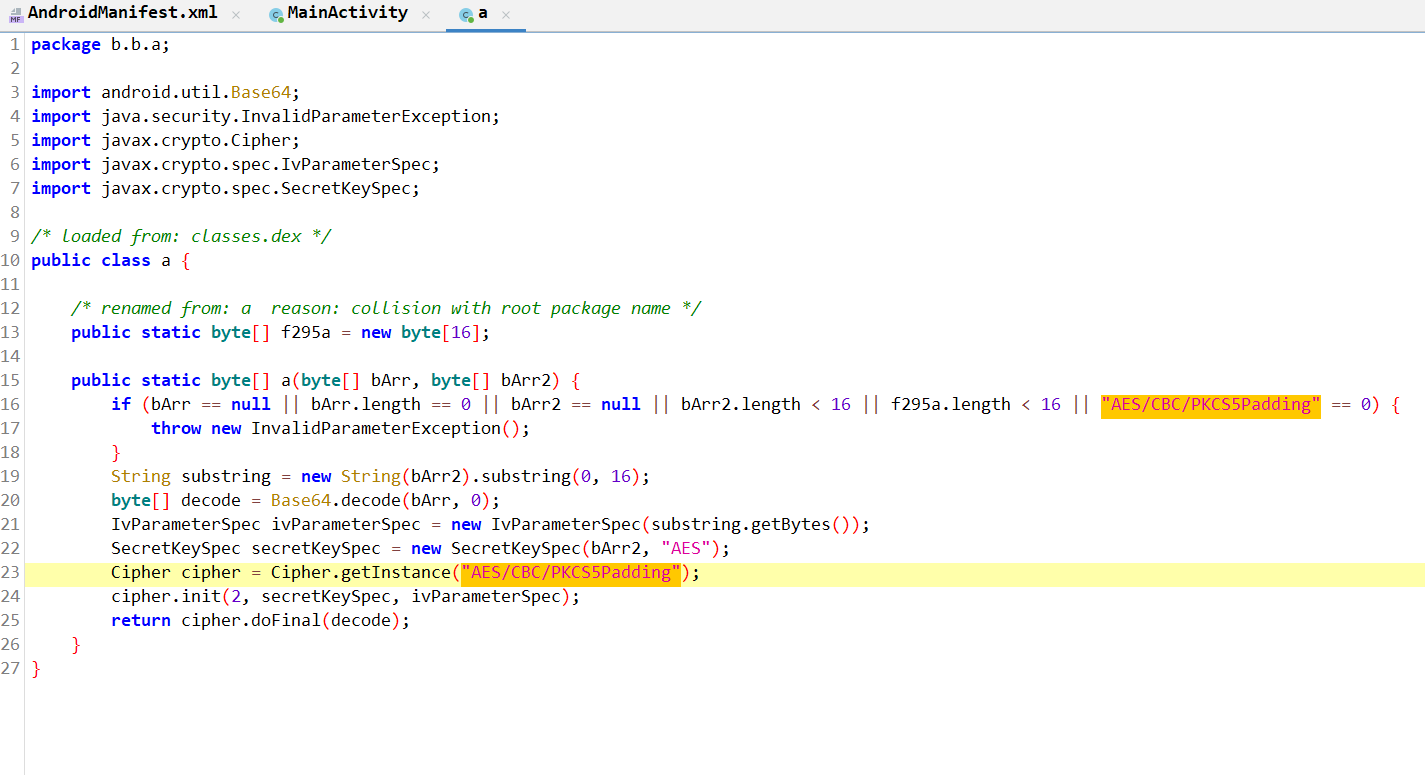 AndroidManifest.xml × MainActivity × a ×
1 package b.b.a;
2
3 import android.util.Base64;
4 import java.security.InvalidParameterException;
5 import javax.crypto.Cipher;
6 import javax.crypto.spec.IvParameterSpec;
7 import javax.crypto.spec.SecretKeySpec;
8
9 /* loaded from: classes.dex */
10 public class a {
11
12     /* renamed from: a  reason: collision with root package name */
13     public static byte[] f295a = new byte[16];
14
15     public static byte[] a(byte[] bArr, byte[] bArr2) {
16         if (bArr == null || bArr.length == 0 || bArr2 == null || bArr2.length < 16 || f295a.length < 16 || "AES/CBC/PKCS5Padding" == 0) {
17             throw new InvalidParameterException();
18         }
19         String substring = new String(bArr2).substring(0, 16);
20         byte[] decode = Base64.decode(bArr, 0);
21         IvParameterSpec ivParameterSpec = new IvParameterSpec(substring.getBytes());
22         SecretKeySpec secretKeySpec = new SecretKeySpec(bArr2, "AES");
23         Cipher cipher = Cipher.getInstance("AES/CBC/PKCS5Padding");
24         cipher.init(2, secretKeySpec, ivParameterSpec);
25         return cipher.doFinal(decode);
26     }
27 }